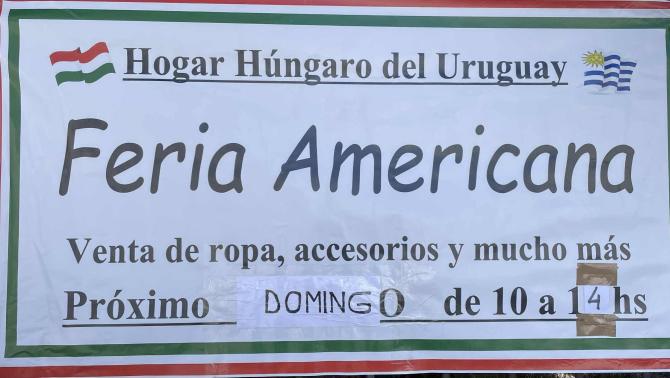 Hogar Húngaro del Uruguay
Feria Americana
Venta de ropa, accesorios y mucho más
Próximo DOMINGO de 10 a 14 hs